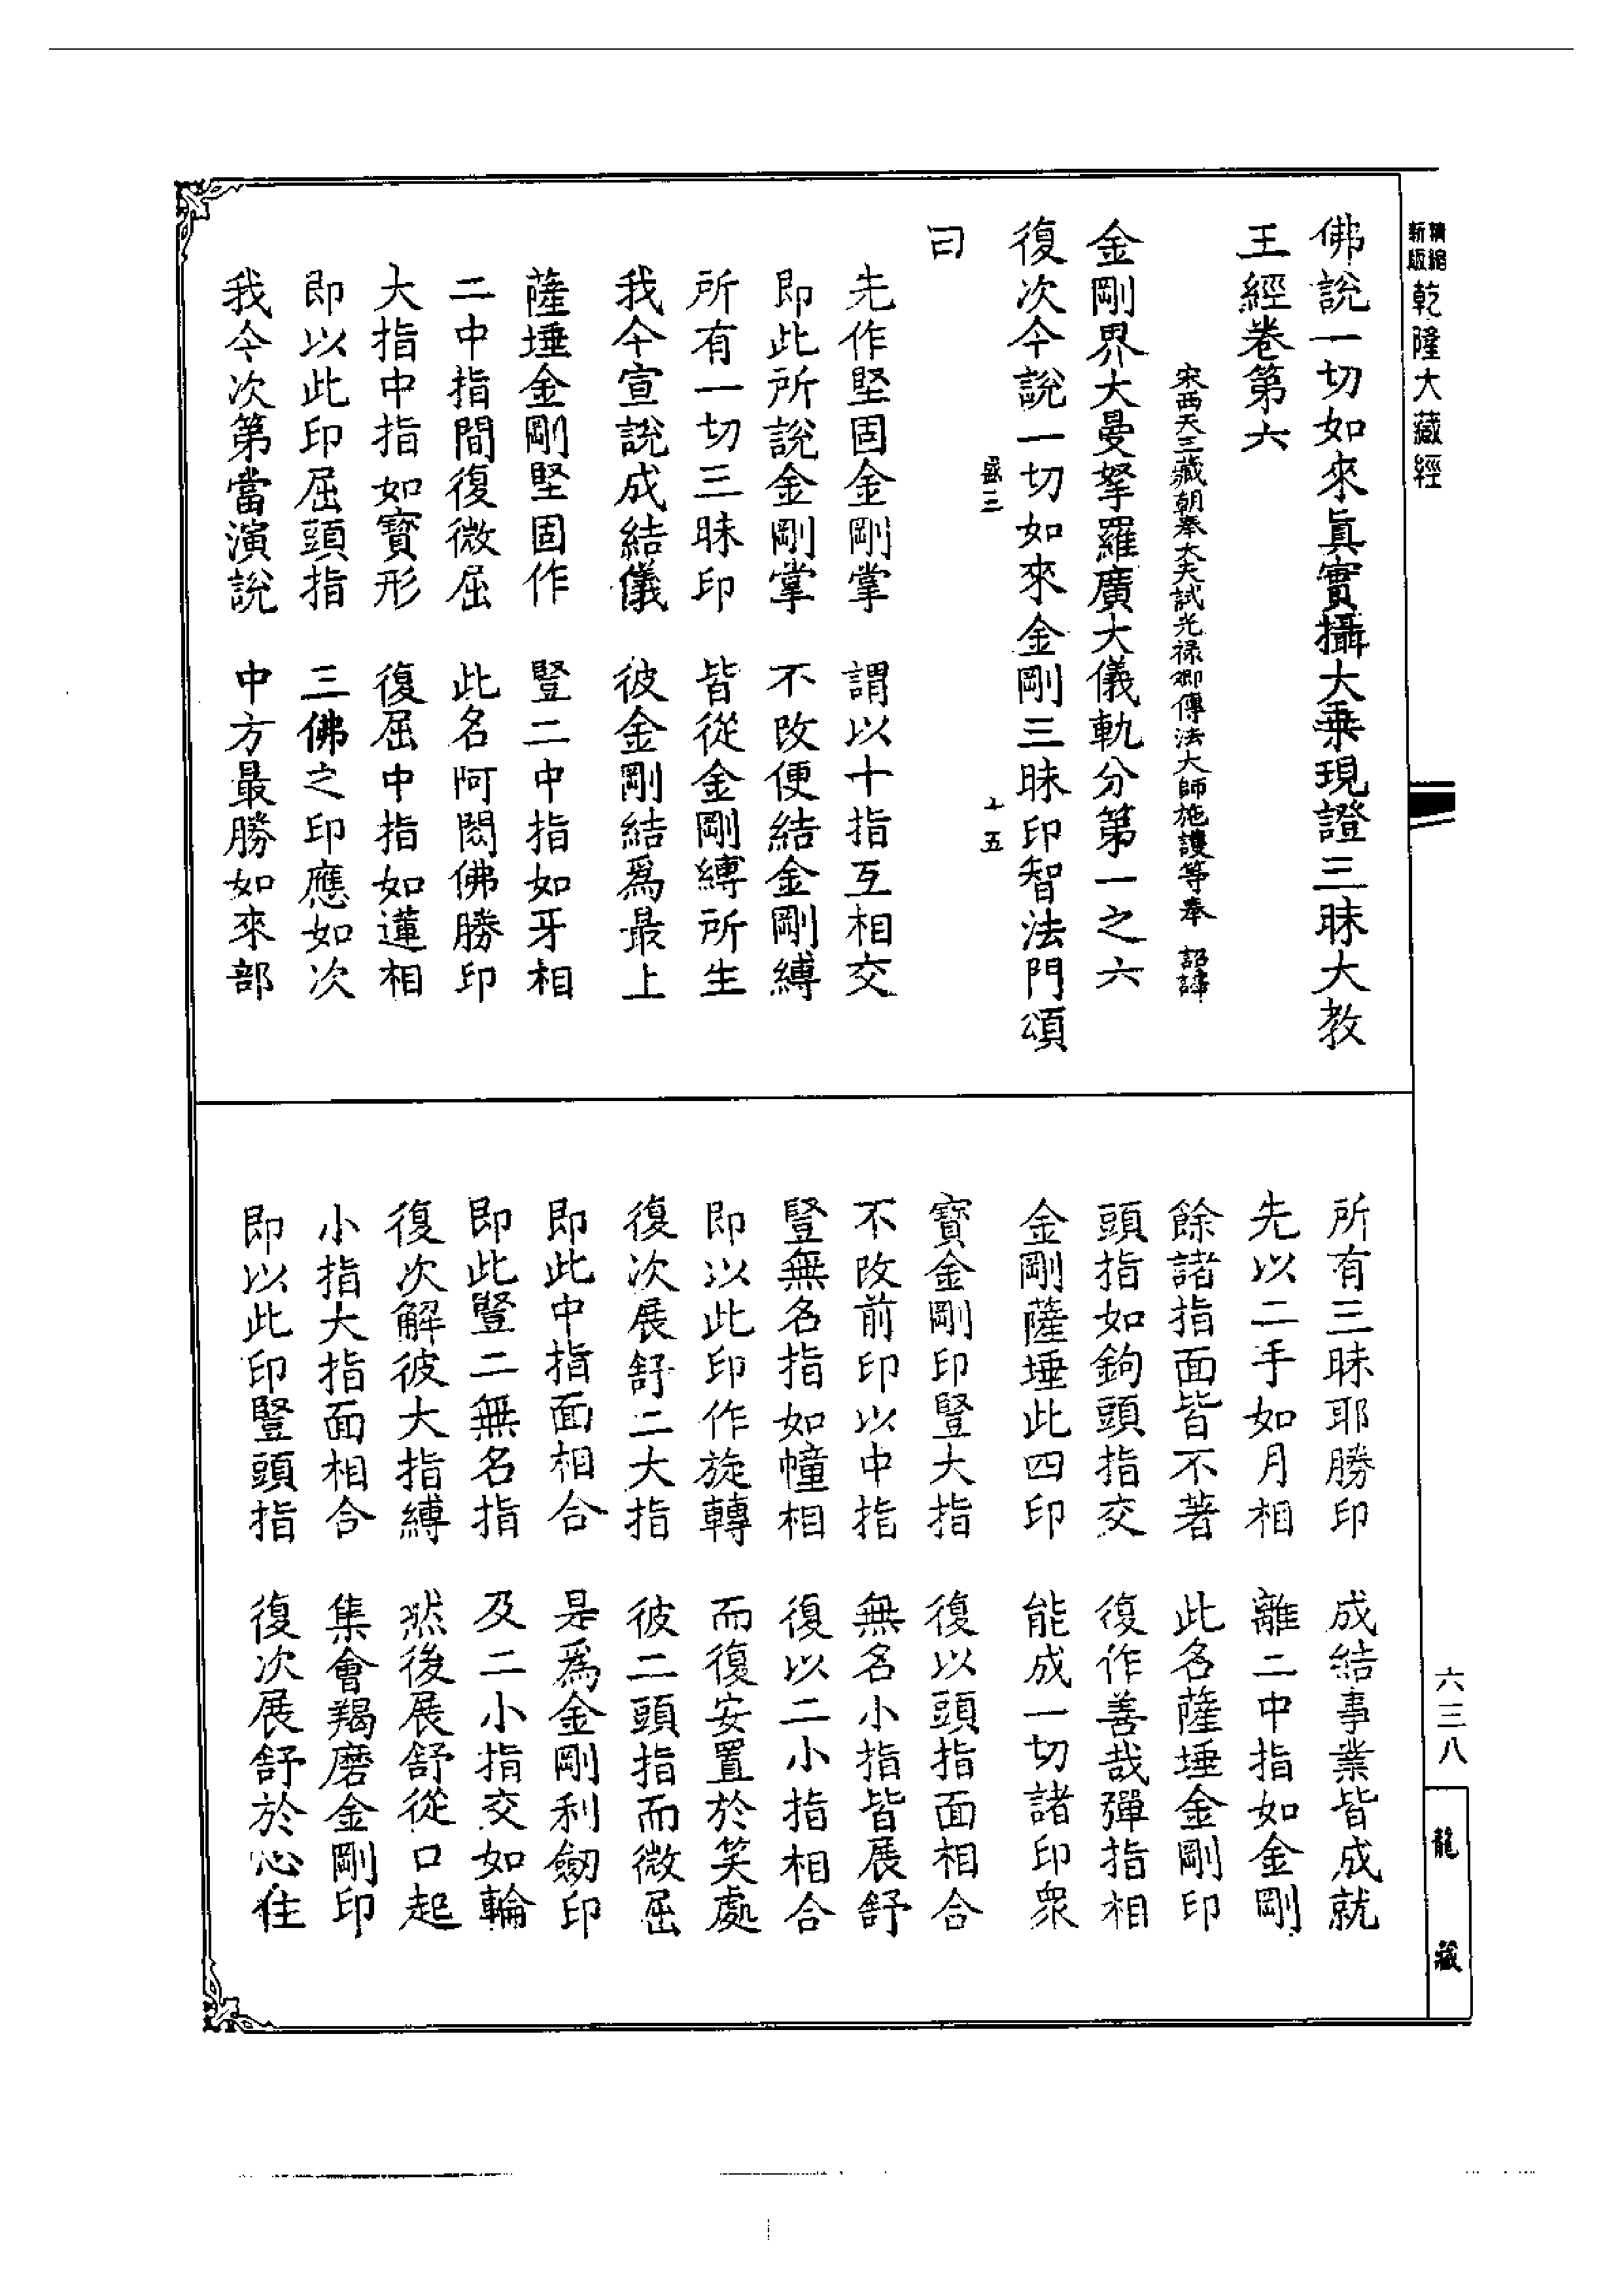 新版精縮乾隆大藏經
佛說一切如來眞實攝大乘現證三昧大教
王經卷第六
宋西天三藏朝奉大夫試光祿卿傳法大師施護等奉 詔譯
金剛界大曼拏羅廣大儀軌分第一之六
復次今說一切如來金剛三昧印智法門頌
盛三 十五
曰
先作堅固金剛掌 謂以十指互相交
即此所說金剛掌 不改便結金剛縛
所有一切三昧印 皆從金剛縛所生
我今宣說成結儀 彼金剛結爲最上
薩埵金剛堅固作 豎二中指如牙相
二中指間復微屈 此名阿閦佛勝印
大指中指如寶形 復屈中指如蓮相
即以此印屈頭指 三佛之印應如次
我今次第當演說 中方最勝如來部
所有三昧耶勝印 成結事業皆成就
先以二手如月相 離二中指如金剛
餘諸指面皆不著 此名薩埵金剛印
頭指如鉤頭指交 復作善哉彈指相
金剛薩埵此四印 能成一切諸印衆
寶金剛印豎大指 復以頭指面相合
不改前印以中指 無名小指皆展舒
豎無名指如幢相 復以二小指相合
即以此印作旋轉 而復安置於笑處
復次展舒二大指 彼二頭指而微屈
即此中指面相合 是爲金剛利劒印
即此豎二無名指 及二小指交如輪
復次解彼大指縛 然後展舒從口起
小指大指面相合 集會羯磨金剛印
即以此印豎頭指 復次展舒於心住
六三八
龍藏